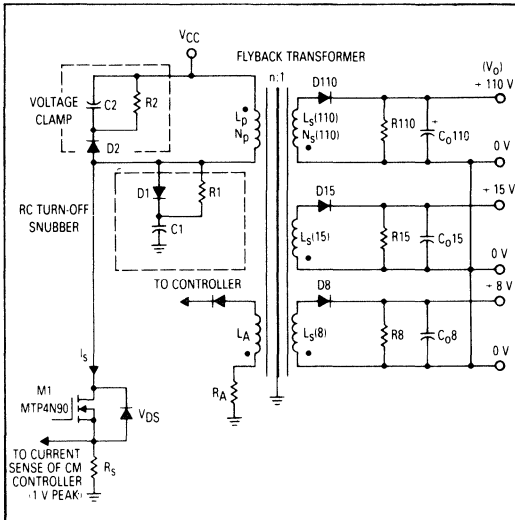 VCC
FLYBACK TRANSFORMER
n:1
(VO)
D110
+ 110 V
VOLTAGE CLAMP
C2
R2
Lp
Np
LS(110)
NS(110)
R110
+
CO110
D2
0 V
D1
R1
C1
RC TURN-OFF SNUBBER
D15
+ 15 V
LS(15)
R15
CO15
0 V
TO CONTROLLER
D8
+ 8 V
LA
LS(8)
R8
CO8
0 V
RA
IS
M1
MTP4N90
VDS
TO CURRENT
SENSE OF CM
CONTROLLER
(1 V PEAK)
RS